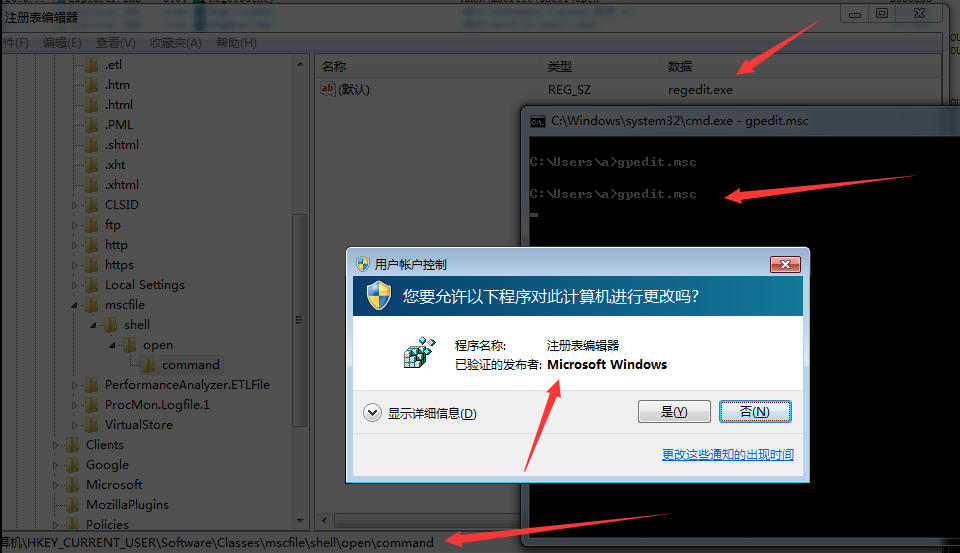 注册表编辑器
件(F) 编辑(E) 查看(V) 收藏夹(A) 帮助(H)
.etl
.htm
.html
.PML
.shtml
.xht
.xhtml
CLSID
ftp
http
https
Local Settings
mscfile
shell
open
command
PerformanceAnalyzer.ETLFile
ProcMon.Logfile.1
VirtualStore
Clients
Google
Microsoft
MozillaPlugins
Policies
名称 类型 数据
ab (默认) REG_SZ regedit.exe
C:\Windows\system32\cmd.exe - gpedit.msc
C:\Users\a>gpedit.msc
C:\Users\a>gpedit.msc
用户帐户控制
您要允许以下程序对此计算机进行更改吗?
程序名称: 注册表编辑器
已验证的发布者: Microsoft Windows
显示详细信息(D)
是(Y) 否(N)
更改这些通知的出现时间
算机\HKEY_CURRENT_USER\Software\Classes\mscfile\shell\open\command